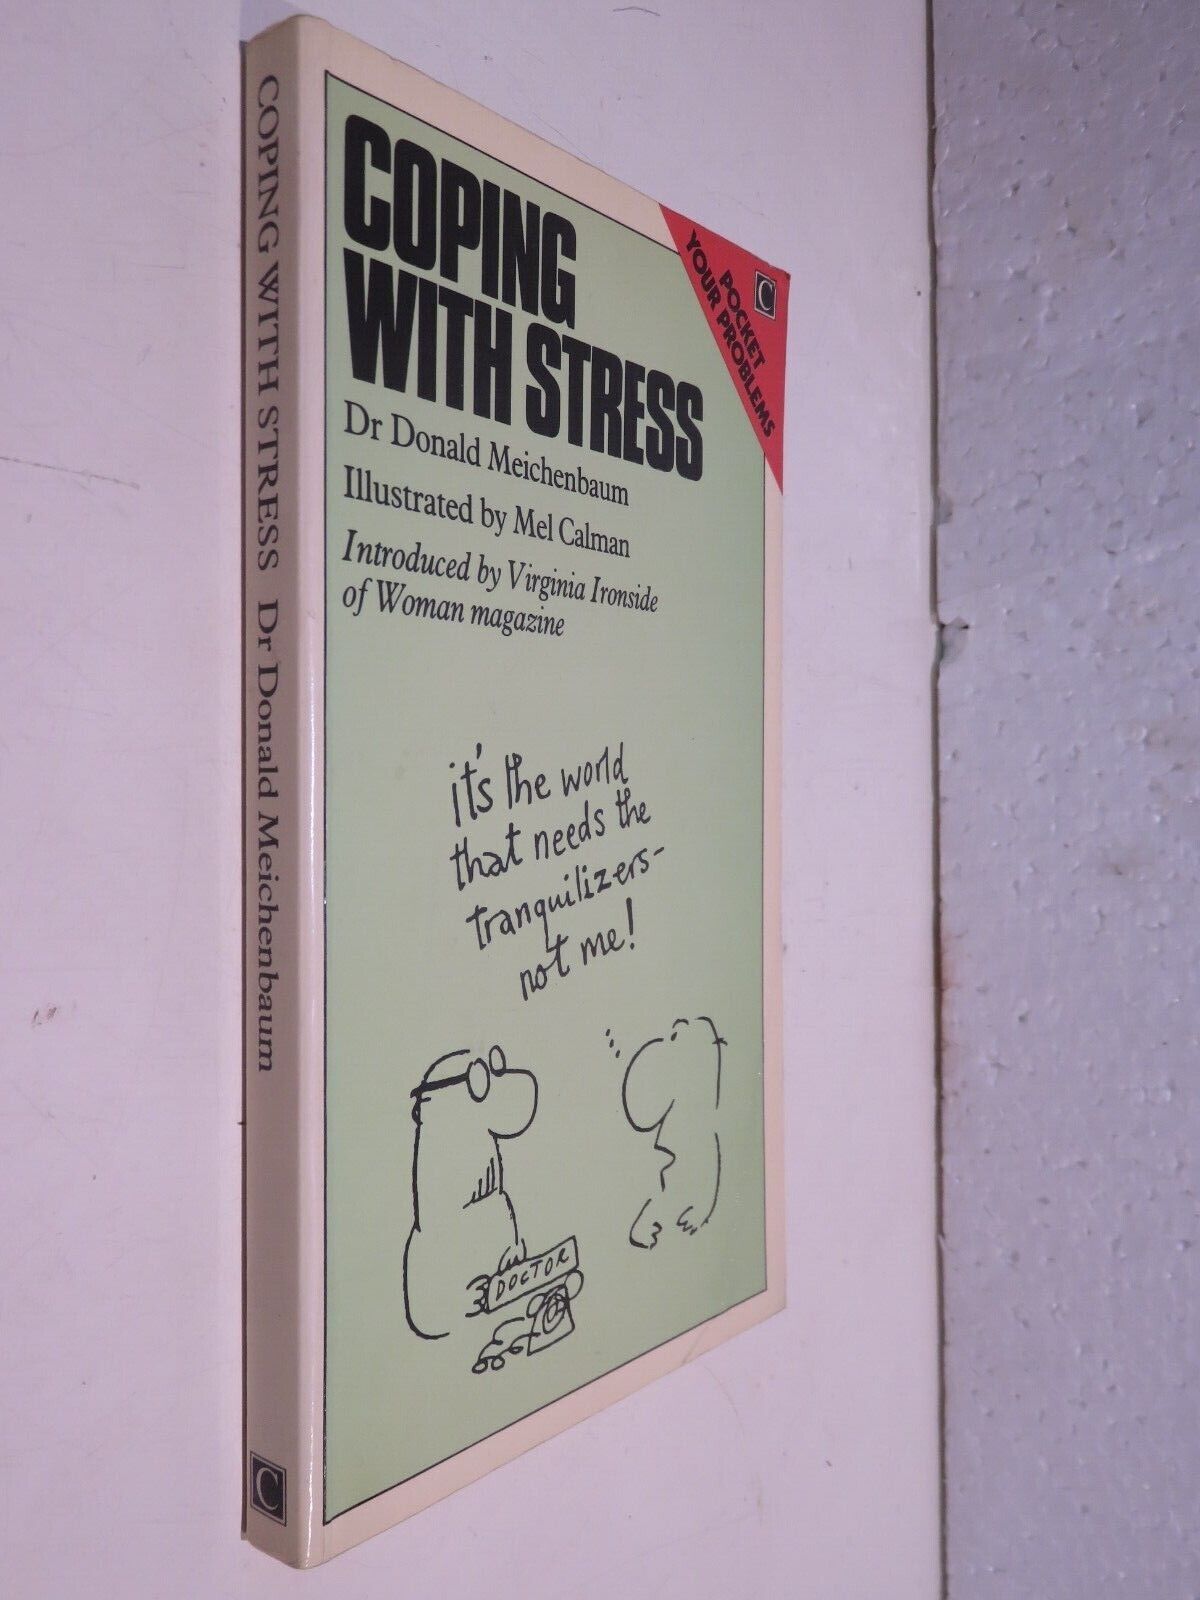 COPING WITH STRESS Dr Donald Meichenbaum
C
COPING
WITH STRESS
Dr Donald Meichenbaum
Illustrated by Mel Calman
Introduced by Virginia Ironside
of Woman magazine
C
POCKET
YOUR PROBLEMS
it's the world
that needs the
tranquilizers-
not me!
DOCTOR